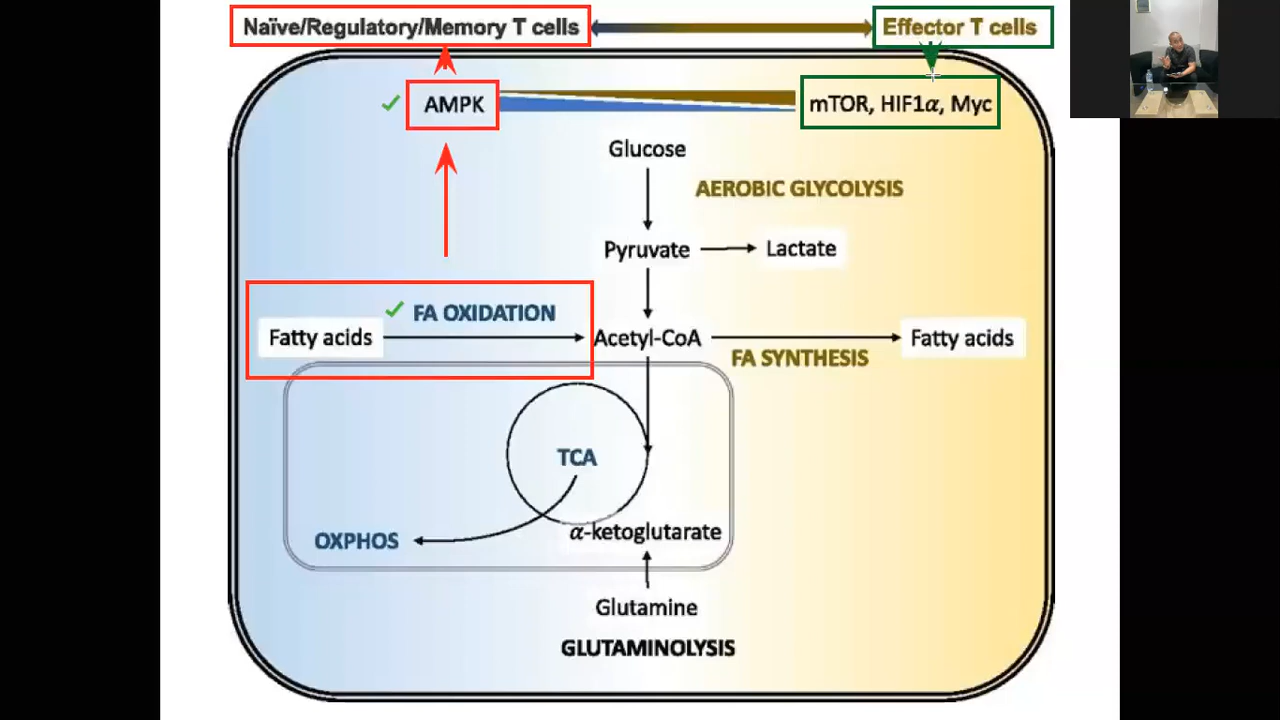 Naïve/Regulatory/Memory T cells
Effector T cells
AMPK
mTOR, HIF1α, Myc
Glucose
AEROBIC GLYCOLYSIS
Pyruvate
Lactate
FA OXIDATION
Fatty acids
Acetyl-CoA
Fatty acids
FA SYNTHESIS
TCA
α-ketoglutarate
OXPHOS
Glutamine
GLUTAMINOLYSIS